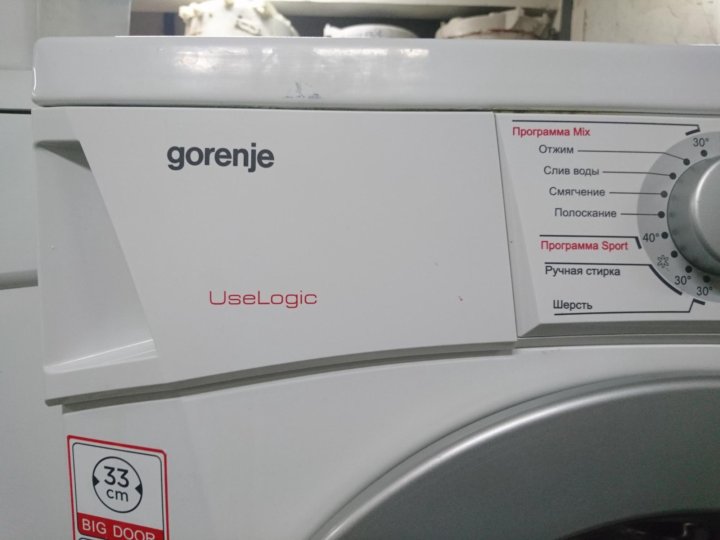 gorenje
UseLogic
Программа Mix
30°
Отжим
Слив воды
Смягчение
Полоскание
40°
Программа Sport
Ручная стирка
30°
30°
Шерсть
33
cm
BIG DOOR